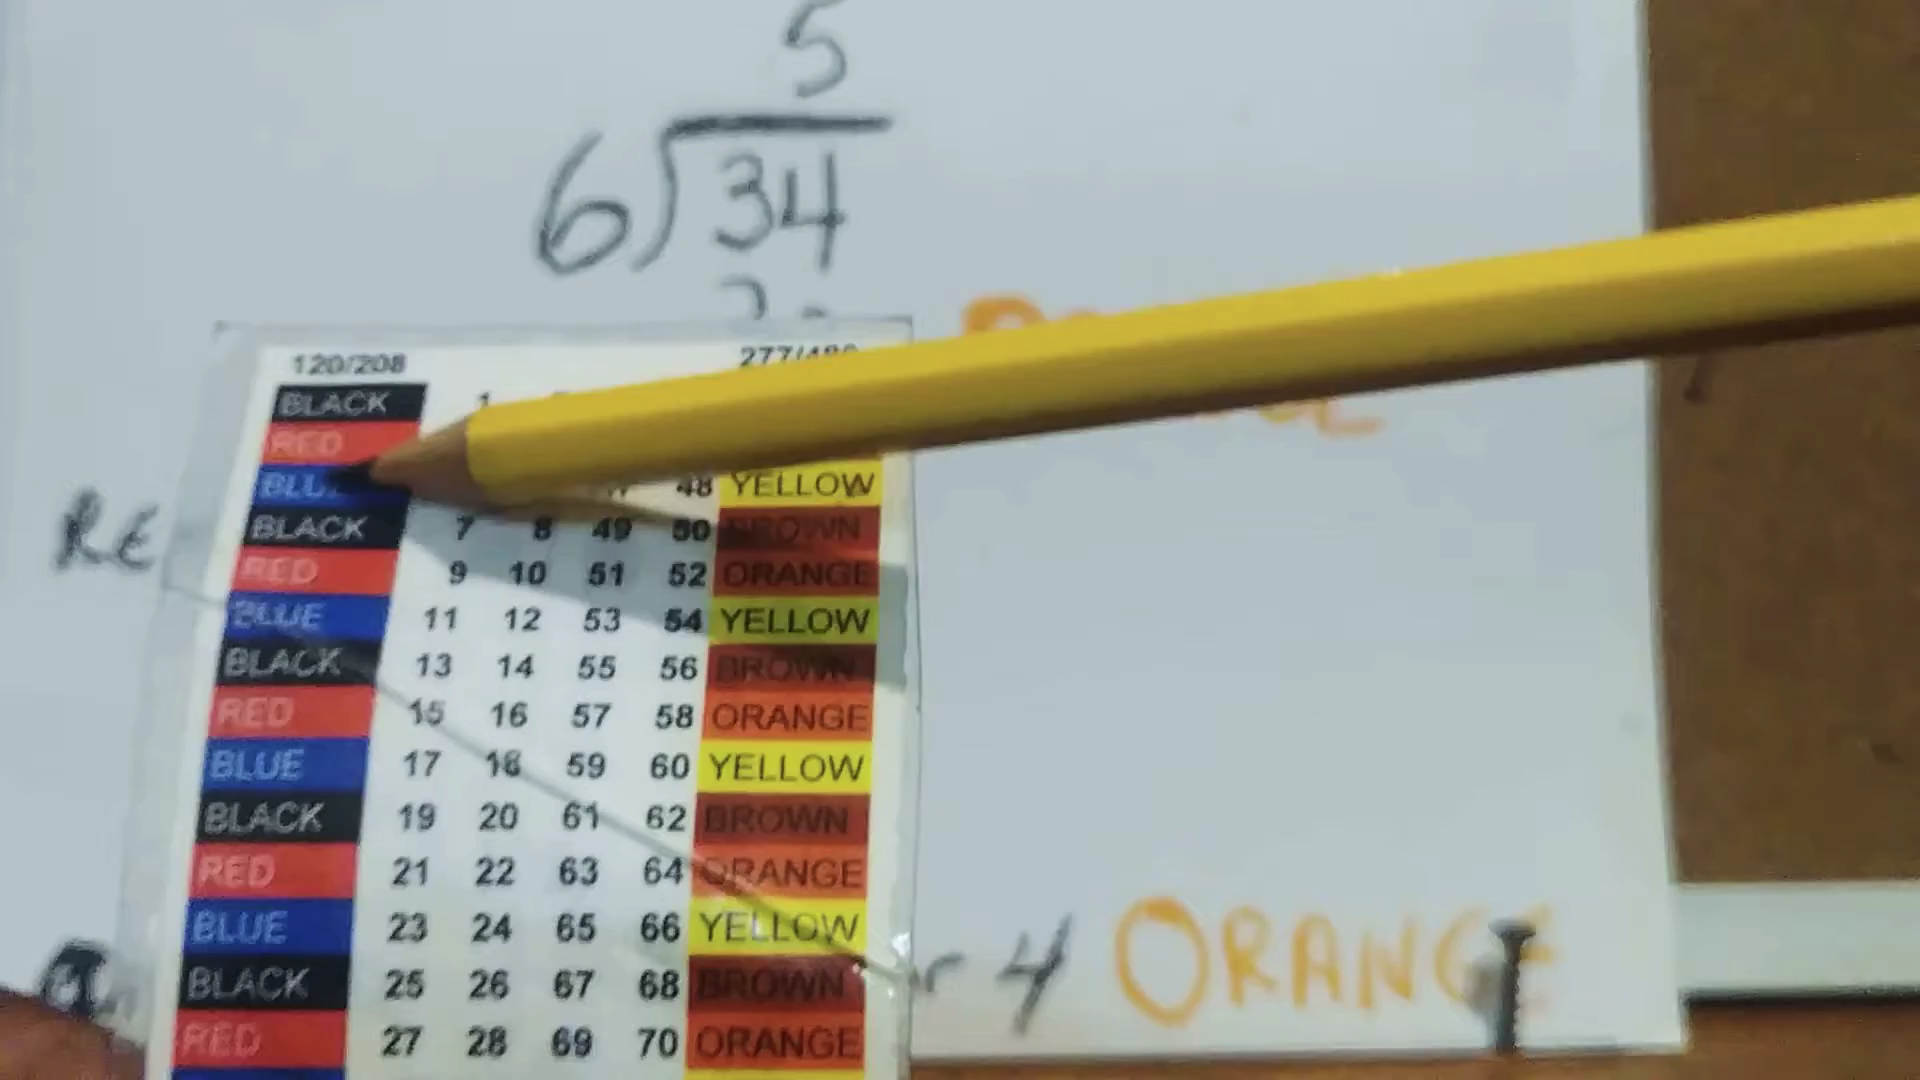 5
6 34
120/208
BLACK 1
RED
48 YELLOW
BLACK 7 8 49 50 BROWN
RED 9 10 51 52 ORANGE
BLUE 11 12 53 54 YELLOW
BLACK 13 14 55 56 BROWN
RED 15 16 57 58 ORANGE
BLUE 17 18 59 60 YELLOW
BLACK 19 20 61 62 BROWN
RED 21 22 63 64 ORANGE
BLUE 23 24 65 66 YELLOW
BLACK 25 26 67 68 BROWN
RED 27 28 69 70 ORANGE
RE
r 4 ORANGE